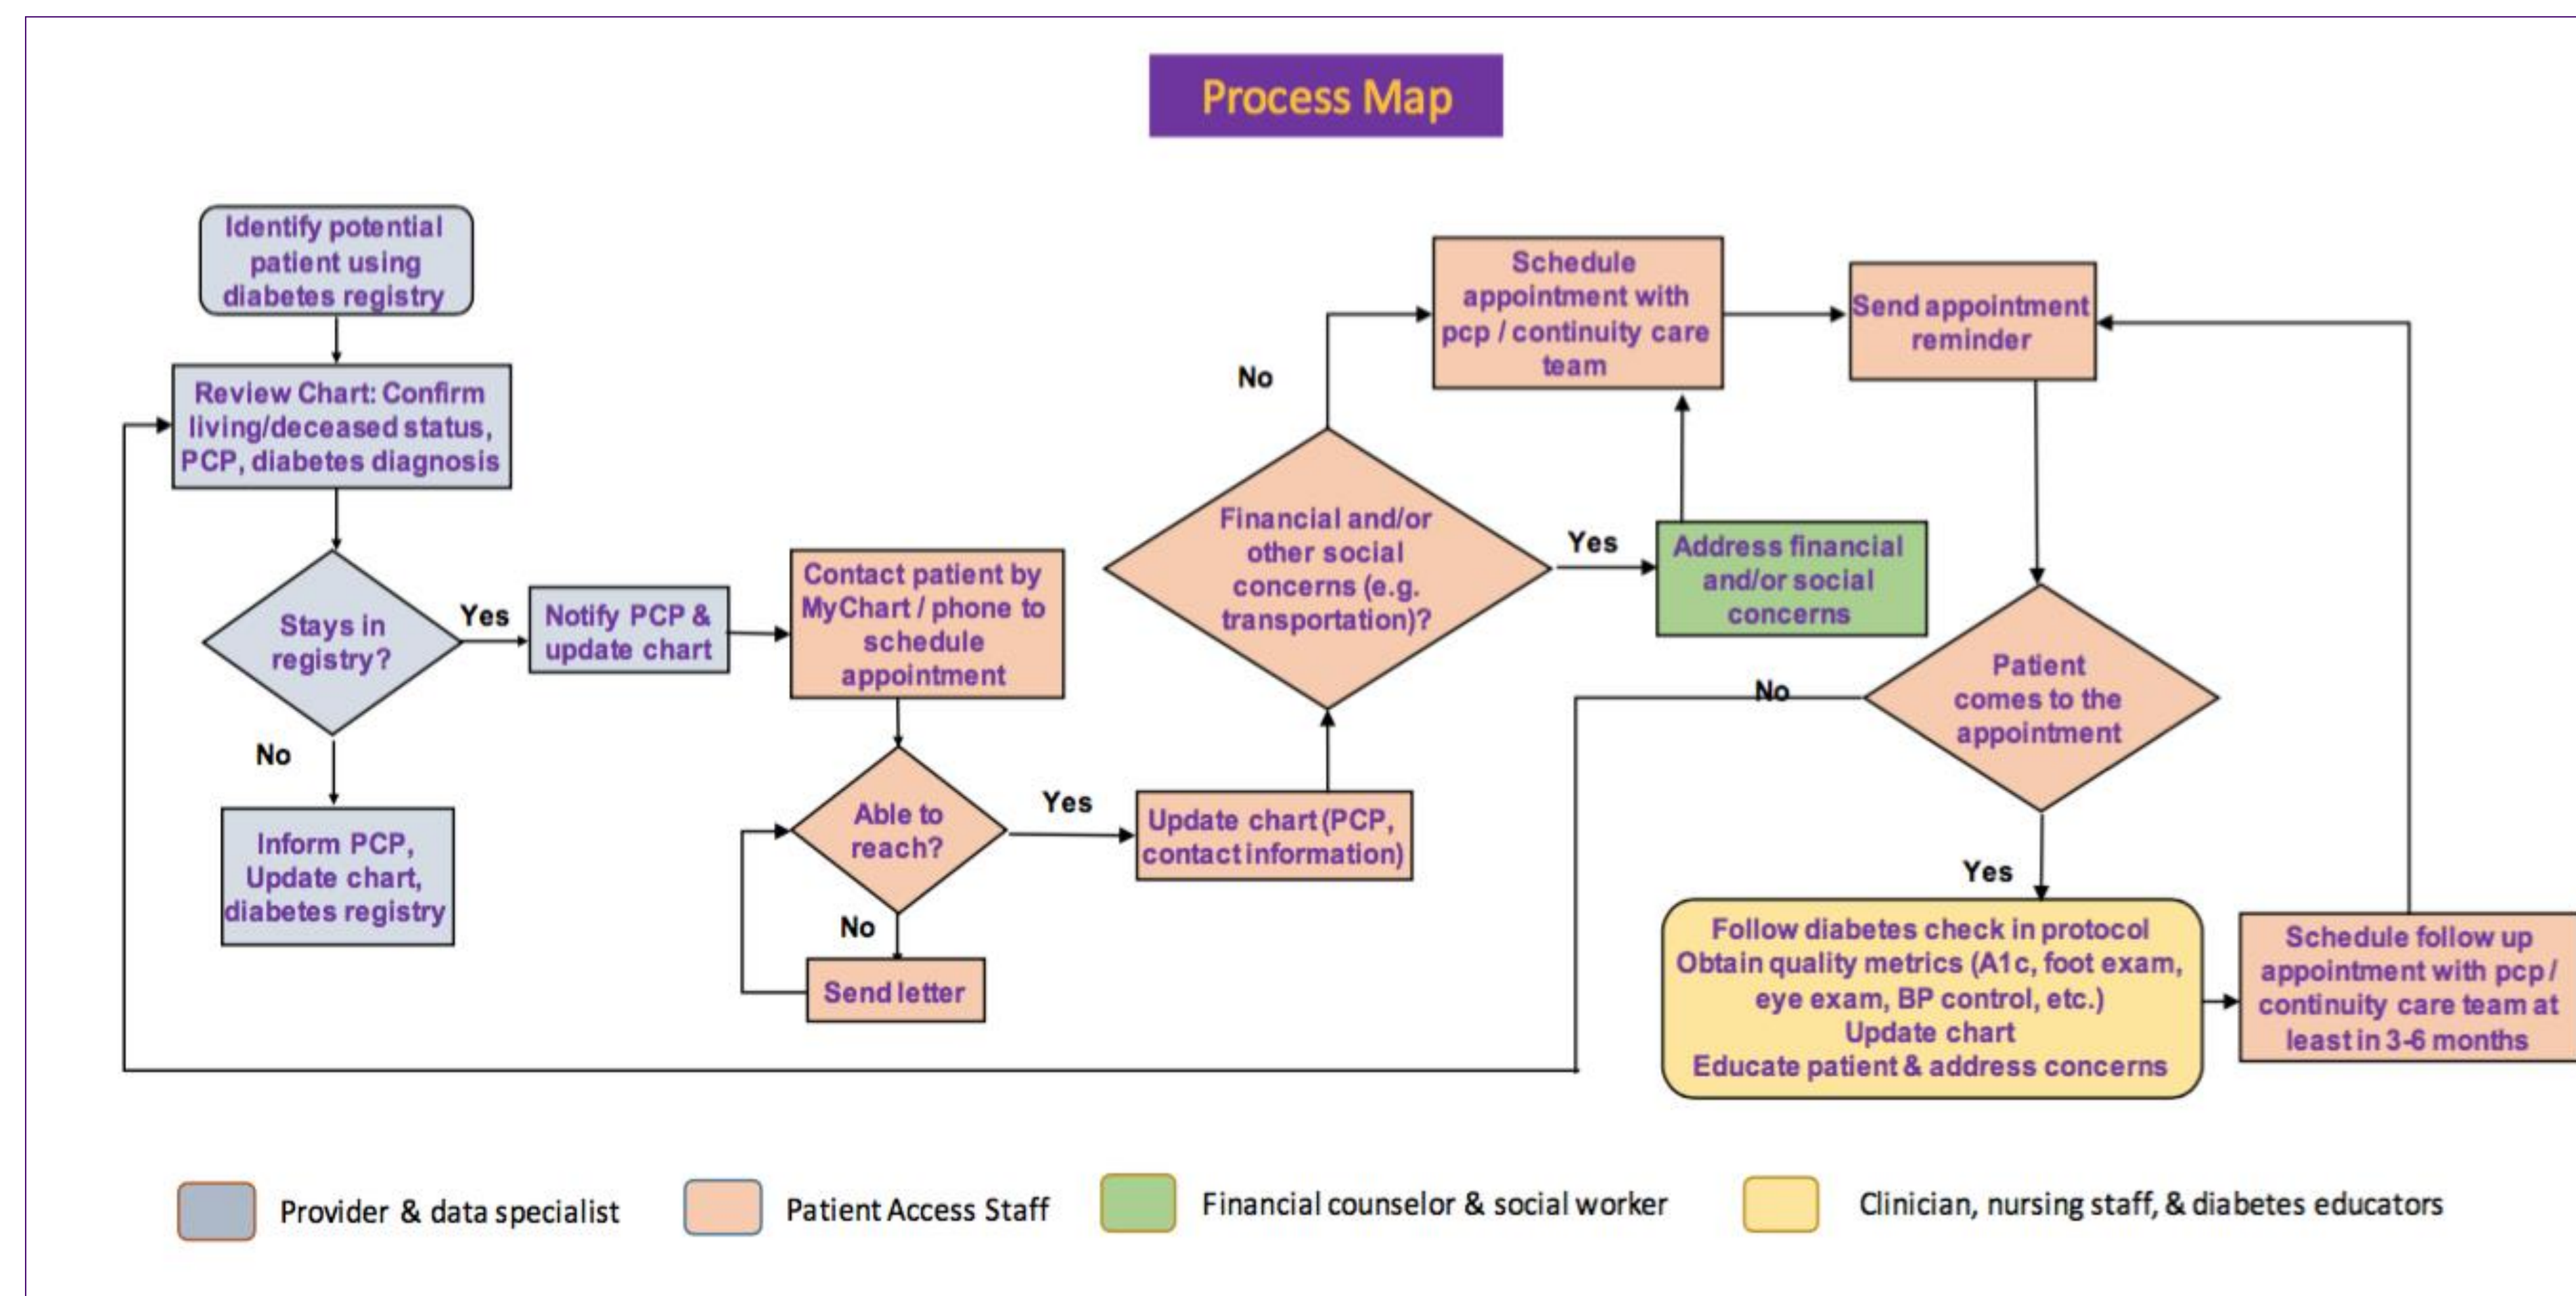 Process Map
Identify potential
patient using
diabetes registry
Review Chart: Confirm
living/deceased status,
PCP, diabetes diagnosis
Stays in
registry?
Yes
No
Inform PCP,
Update chart,
diabetes registry
Notify PCP &
update chart
Contact patient by
MyChart / phone to
schedule
appointment
Able to
reach?
No
Send letter
Yes
Update chart (PCP,
contact information)
Financial and/or
other social
concerns (e.g.
transportation)?
No
Yes
Address financial
and/or social
concerns
Schedule
appointment with
pcp / continuity care
team
Send appointment
reminder
Patient
comes to the
appointment
No
Yes
Follow diabetes check in protocol
Obtain quality metrics (A1c, foot exam,
eye exam, BP control, etc.)
Update chart
Educate patient & address concerns
Schedule follow up
appointment with pcp /
continuity care team at
least in 3-6 months
Provider & data specialist
Patient Access Staff
Financial counselor & social worker
Clinician, nursing staff, & diabetes educators